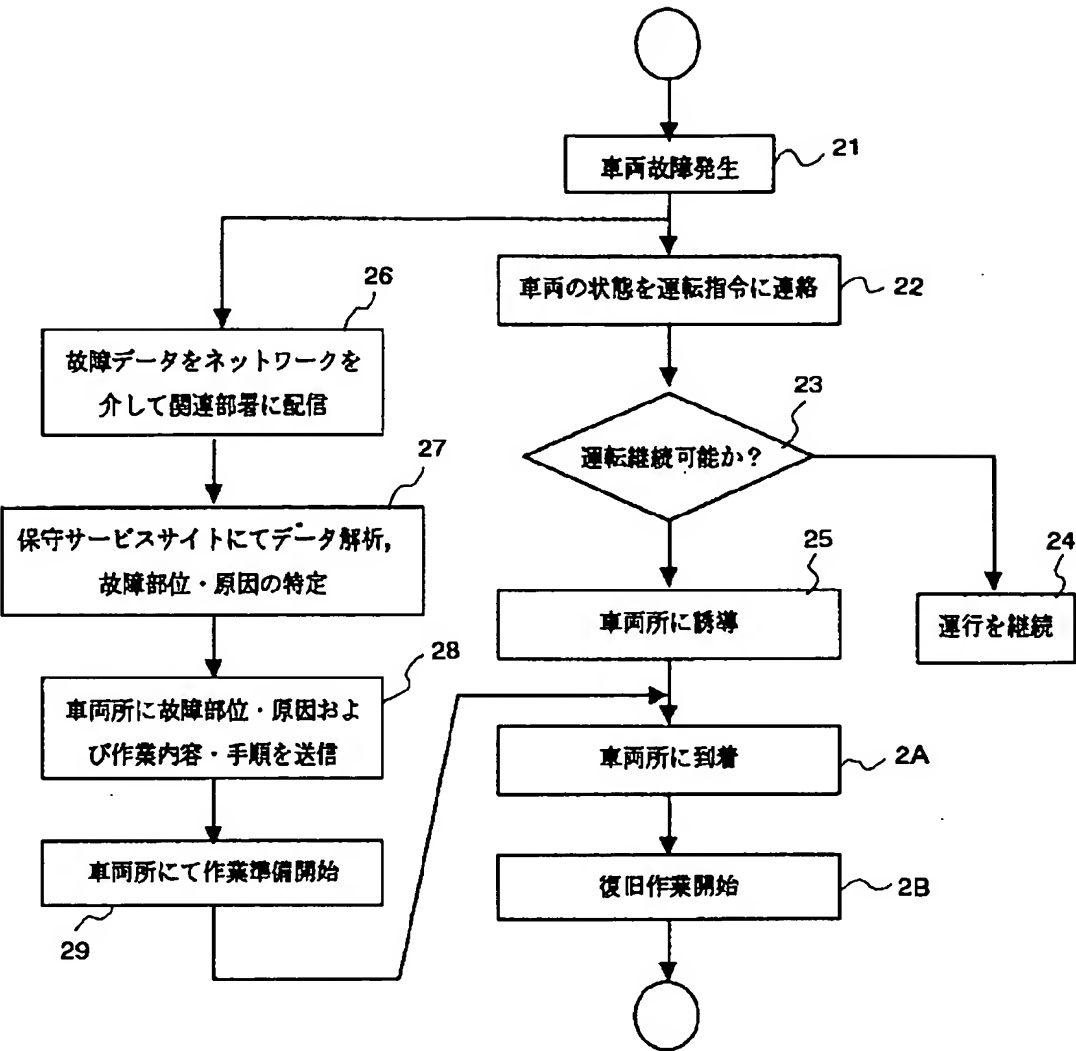 車両故障発生
21
車両の状態を運転指令に連絡
22
26
故障データをネットワークを
介して関連部署に配信
23
運転継続可能か？
27
保守サービスサイトにてデータ解析，
故障部位・原因の特定
25
車両所に誘導
24
運行を継続
28
車両所に故障部位・原因およ
び作業内容・手順を送信
車両所に到着
2A
車両所にて作業準備開始
29
復旧作業開始
2B